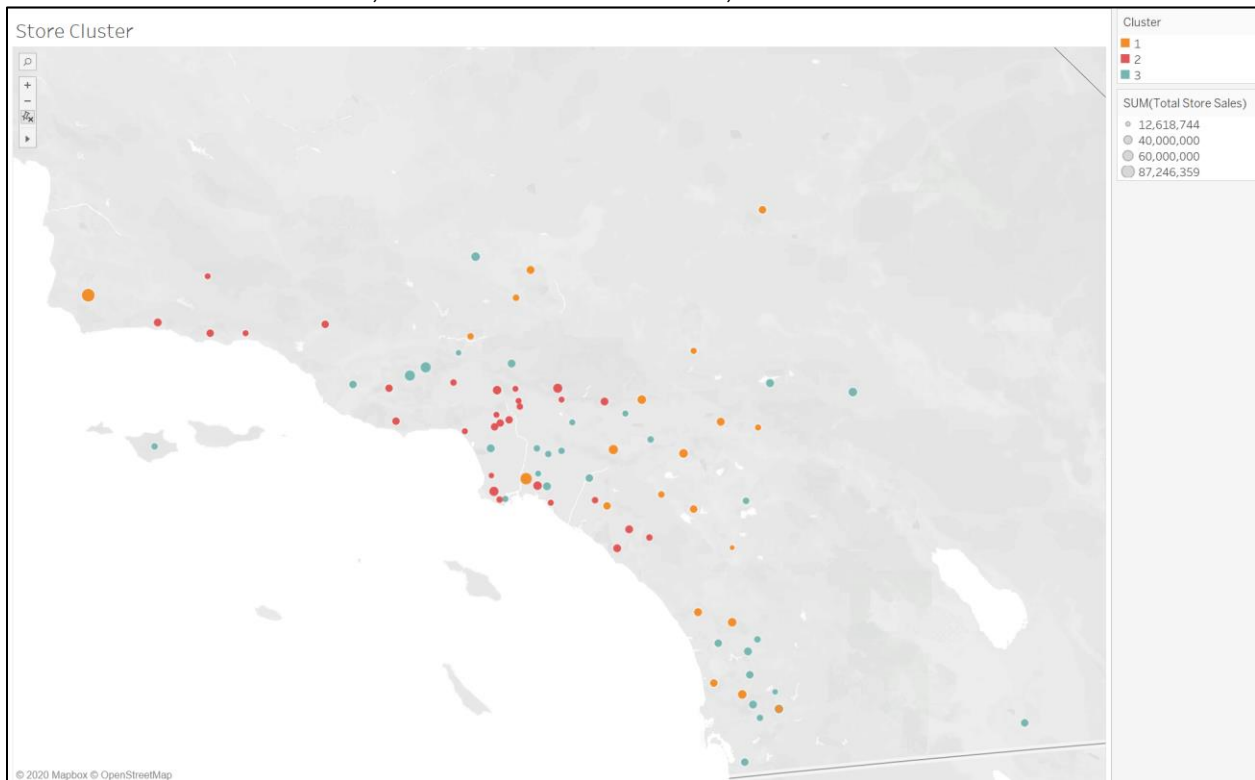 Store Cluster
Cluster
1
2
3
SUM(Total Store Sales)
12,618,744
40,000,000
60,000,000
87,246,359
+
−
© 2020 Mapbox © OpenStreetMap